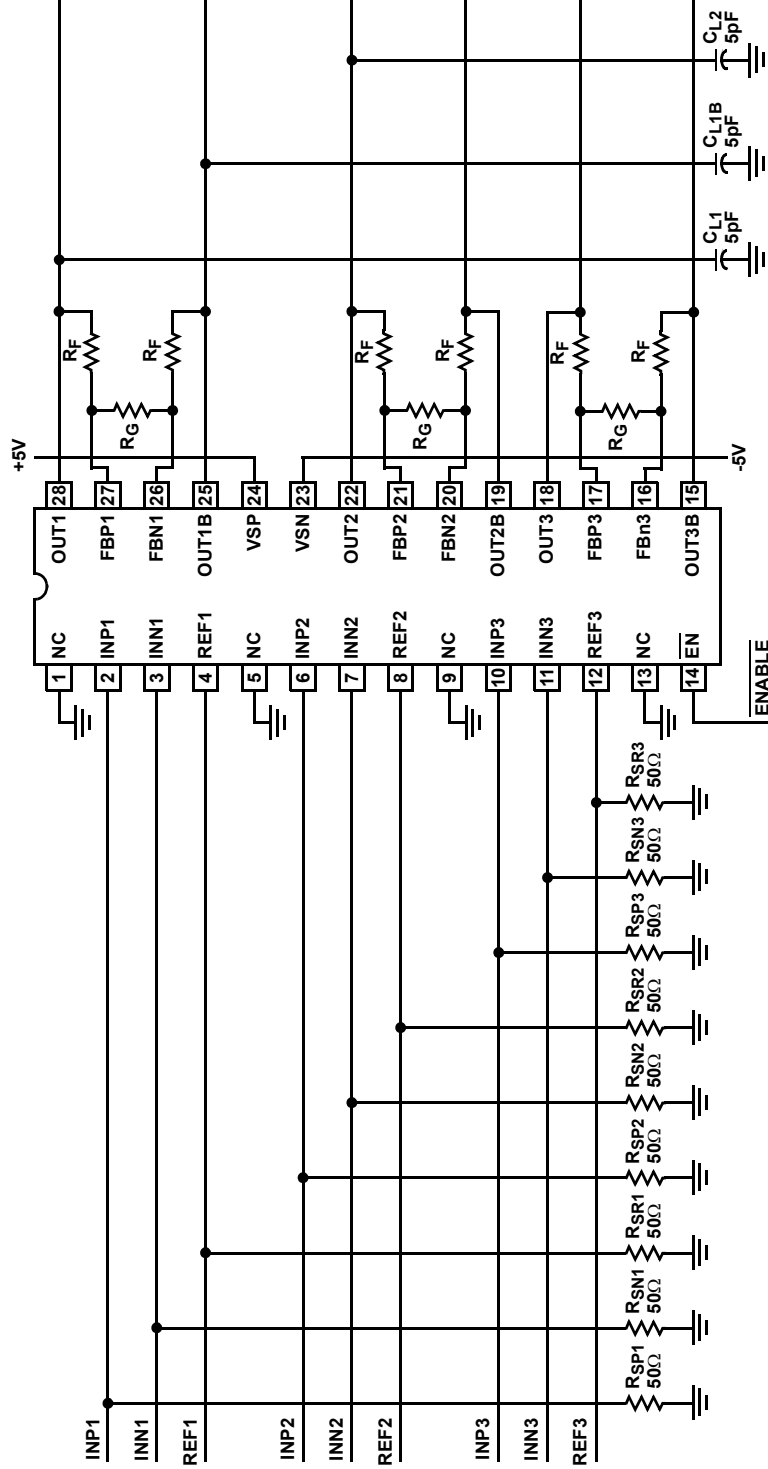 CL2
5pF
CL1B
5pF
CL1
5pF
RF
RF
RG
RF
RF
RG
RF
RF
RG
+5V
-5V
28
27
26
25
24
23
22
21
20
19
18
17
16
15
OUT1
FBP1
FBN1
OUT1B
VSP
VSN
OUT2
FBP2
FBN2
OUT2B
OUT3
FBP3
FBn3
OUT3B
NC
INP1
INN1
REF1
NC
INP2
INN2
REF2
NC
INP3
INN3
REF3
NC
EN
1
2
3
4
5
6
7
8
9
10
11
12
13
14
ENABLE
RSR3
50Ω
RSN3
50Ω
RSP3
50Ω
RSR2
50Ω
RSN2
50Ω
RSP2
50Ω
RSR1
50Ω
RSN1
50Ω
RSP1
50Ω
INP1
INN1
REF1
INP2
INN2
REF2
INP3
INN3
REF3